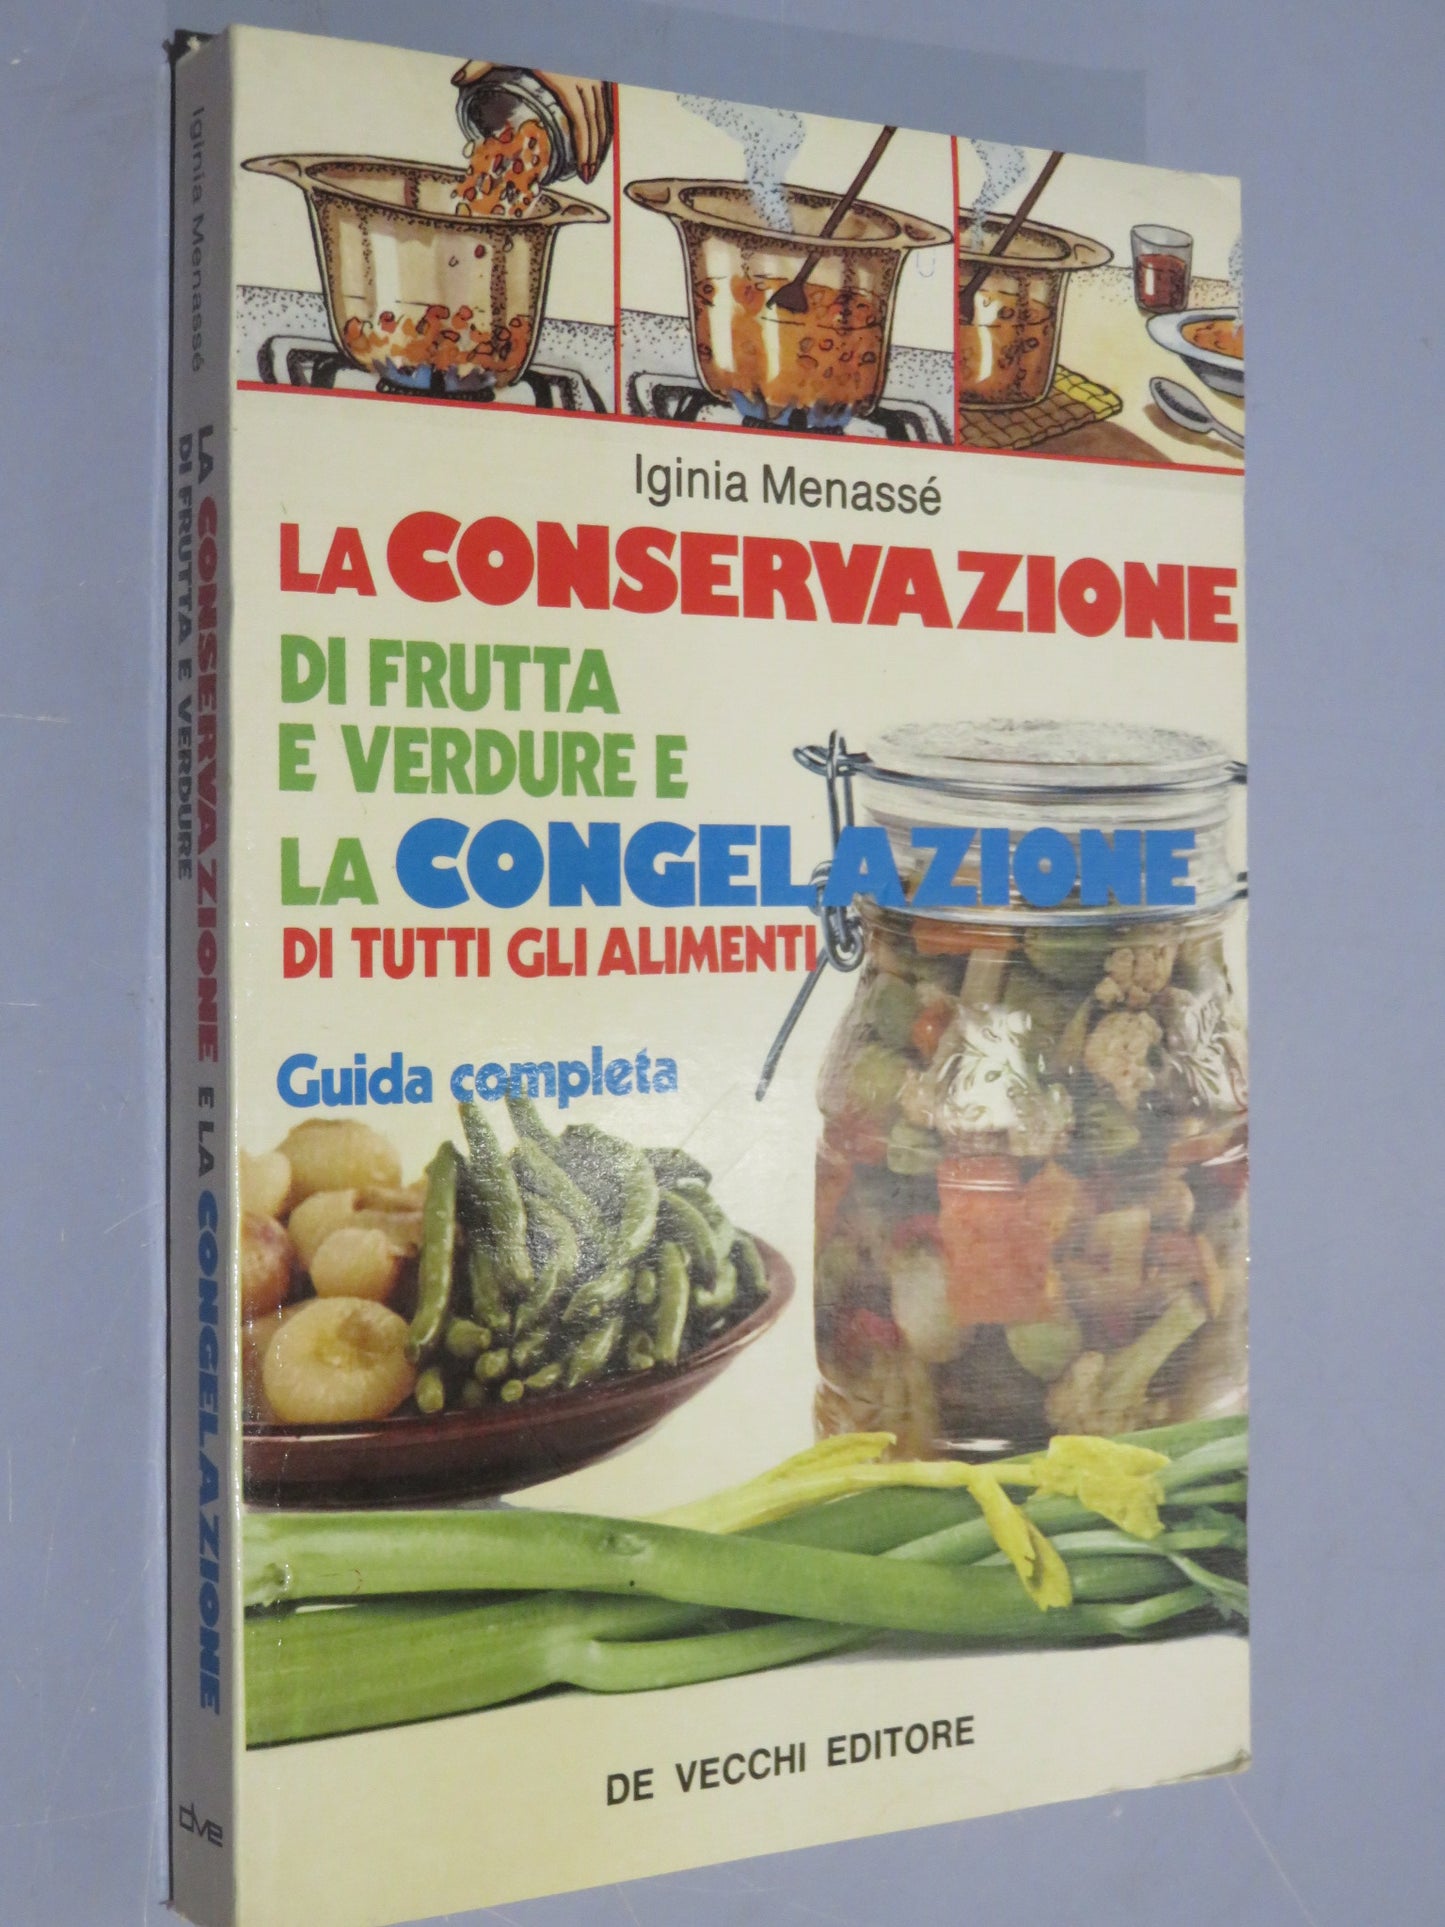 Iginia Menassé
LA CONSERVAZIONE
DI FRUTTA
E VERDURE E
LA CONGELAZIONE
DI TUTTI GLI ALIMENTI
Guida completa
DE VECCHI EDITORE
Iginia Menassé
LA CONSERVAZIONE E LA CONGELAZIONE
DI FRUTTA E VERDURE
dve